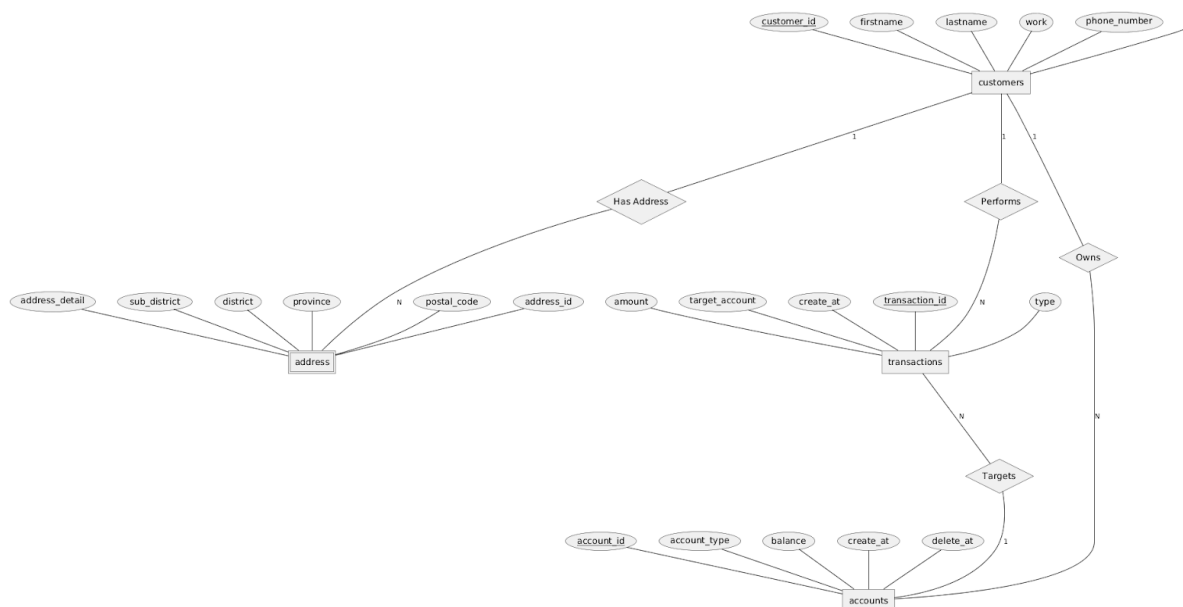 customer_id
firstname
lastname
work
phone_number
customers
1
1
1
Has Address
Performs
Owns
address_detail
sub_district
district
province
N
postal_code
address_id
amount
target_account
create_at
transaction_id
N
type
address
transactions
N
N
Targets
account_id
account_type
balance
create_at
delete_at
1
accounts